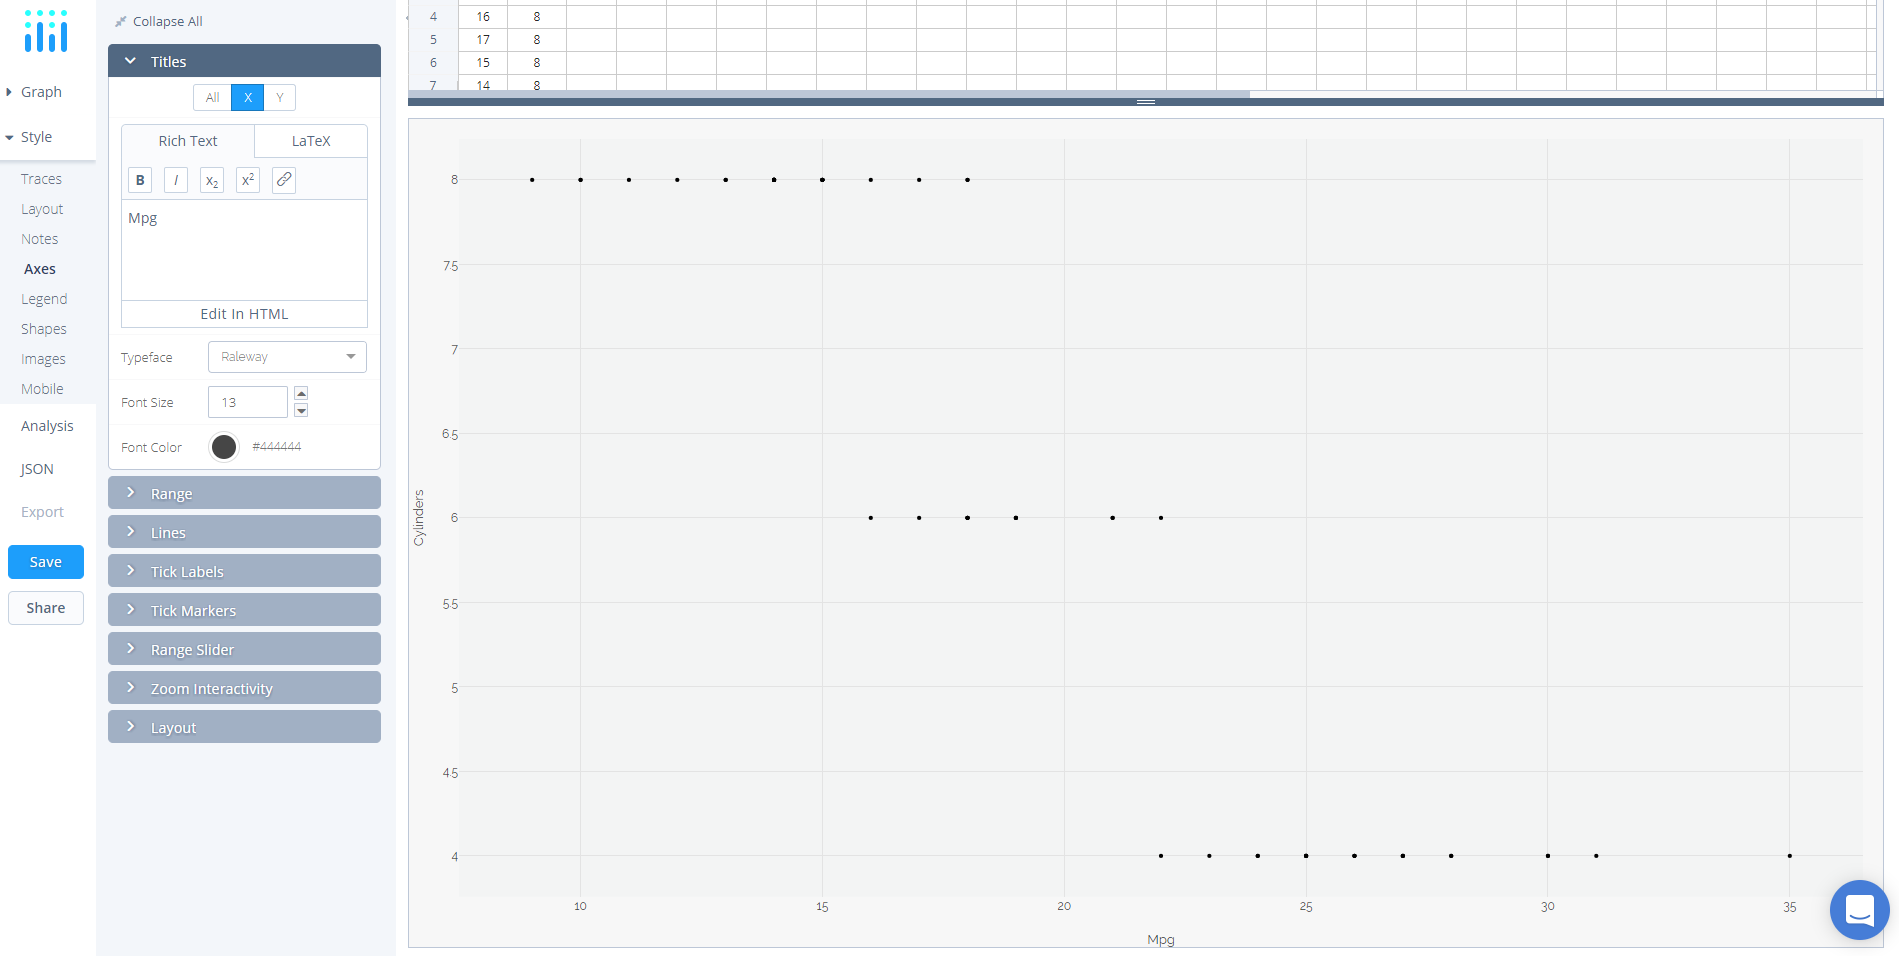 Collapse All
Titles
All X Y
Rich Text LaTeX
B I x2 x2
Mpg
Edit In HTML
Typeface Raleway
Font Size 13
Font Color #444444
Range
Lines
Tick Labels
Tick Markers
Range Slider
Zoom Interactivity
Layout
Graph
Style
Traces
Layout
Notes
Axes
Legend
Shapes
Images
Mobile
Analysis
JSON
Export
Save
Share
4 16 8
5 17 8
6 15 8
7 14 8
8
7.5
7
6.5
6
5.5
5
4.5
4
Cylinders
10 15 20 25 30 35
Mpg